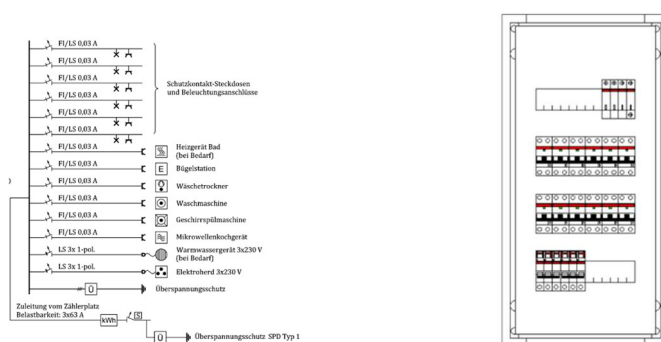 FI/LS 0,03 A
FI/LS 0,03 A
FI/LS 0,03 A
FI/LS 0,03 A
FI/LS 0,03 A
FI/LS 0,03 A
Schutzkontakt-Steckdosen
und Beleuchtungsanschlüsse
FI/LS 0,03 A
Heizgerät Bad
(bei Bedarf)
FI/LS 0,03 A
E
Bügelstation
FI/LS 0,03 A
Wäschetrockner
FI/LS 0,03 A
Waschmaschine
FI/LS 0,03 A
Geschirrspülmaschine
FI/LS 0,03 A
Mikrowellenkochgerät
LS 3x 1-pol.
Warmwassergerät 3x230 V
(bei Bedarf)
LS 3x 1-pol.
Elektroherd 3x230 V
Ü
Überspannungsschutz
Zuleitung vom Zählerplatz
Belastbarkeit: 3x63 A
kWh
S
Ü
Überspannungsschutz SPD Typ 1